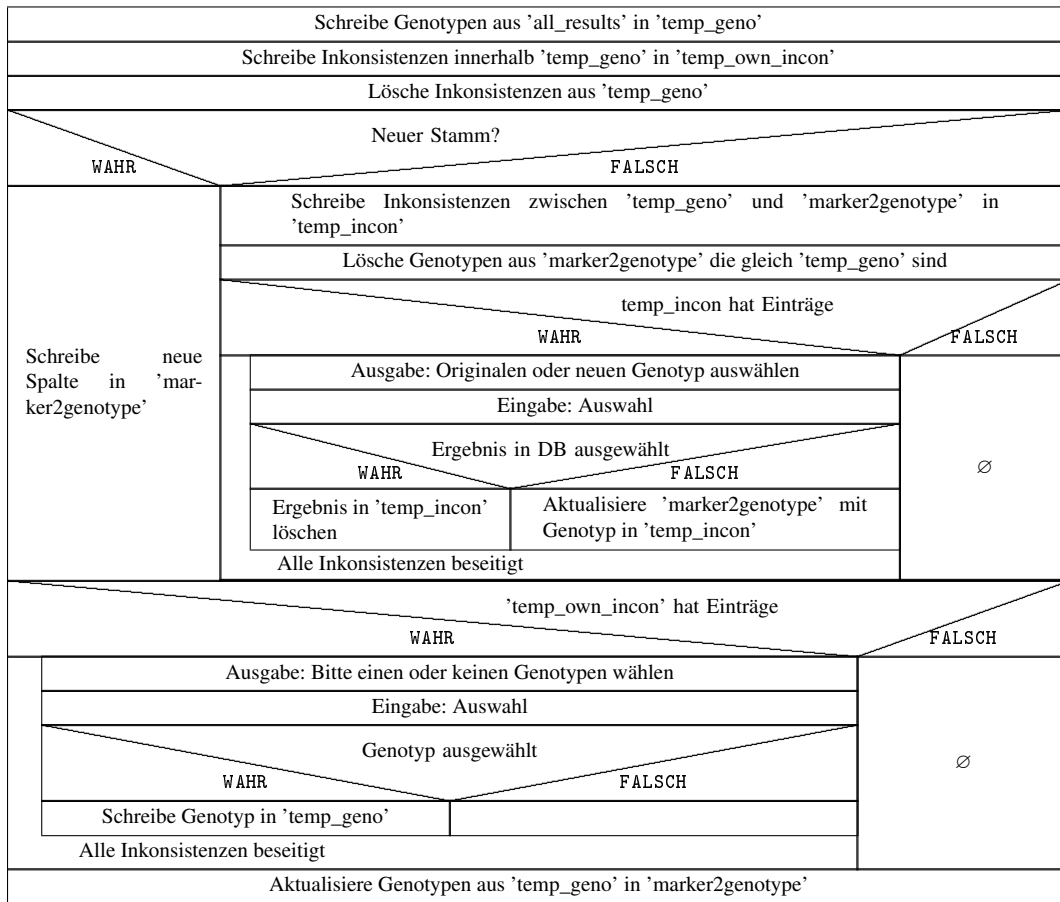 Schreibe Genotypen aus ’all_results’ in ’temp_geno’
Schreibe Inkonsistenzen innerhalb ’temp_geno’ in ’temp_own_incon’
Lösche Inkonsistenzen aus ’temp_geno’
Neuer Stamm?
WAHR
FALSCH
Schreibe neue
Spalte in ’mar-
ker2genotype’
Schreibe Inkonsistenzen zwischen ’temp_geno’ und ’marker2genotype’ in
’temp_incon’
Lösche Genotypen aus ’marker2genotype’ die gleich ’temp_geno’ sind
temp_incon hat Einträge
WAHR
FALSCH
Ausgabe: Originalen oder neuen Genotyp auswählen
Eingabe: Auswahl
Ergebnis in DB ausgewählt
WAHR
FALSCH
Ergebnis in ’temp_incon’
löschen
Aktualisiere ’marker2genotype’ mit
Genotyp in ’temp_incon’
Alle Inkonsistenzen beseitigt
∅
’temp_own_incon’ hat Einträge
WAHR
FALSCH
Ausgabe: Bitte einen oder keinen Genotypen wählen
Eingabe: Auswahl
Genotyp ausgewählt
WAHR
FALSCH
Schreibe Genotyp in ’temp_geno’
Alle Inkonsistenzen beseitigt
∅
Aktualisiere Genotypen aus ’temp_geno’ in ’marker2genotype’